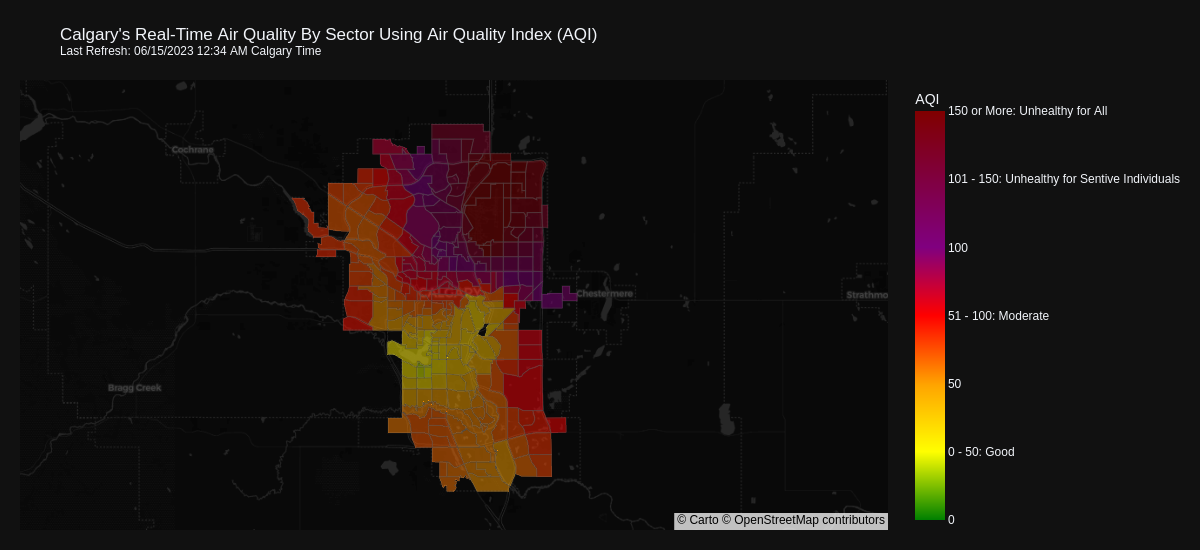 Calgary's Real-Time Air Quality By Sector Using Air Quality Index (AQI)
Last Refresh: 06/15/2023 12:34 AM Calgary Time
AQI
150 or More: Unhealthy for All
Cochrane
101 - 150: Unhealthy for Sentive Individuals
100
CALGARY
Chestermere
Strathmo
51 - 100: Moderate
50
Bragg Creek
0 - 50: Good
0
© Carto © OpenStreetMap contributors